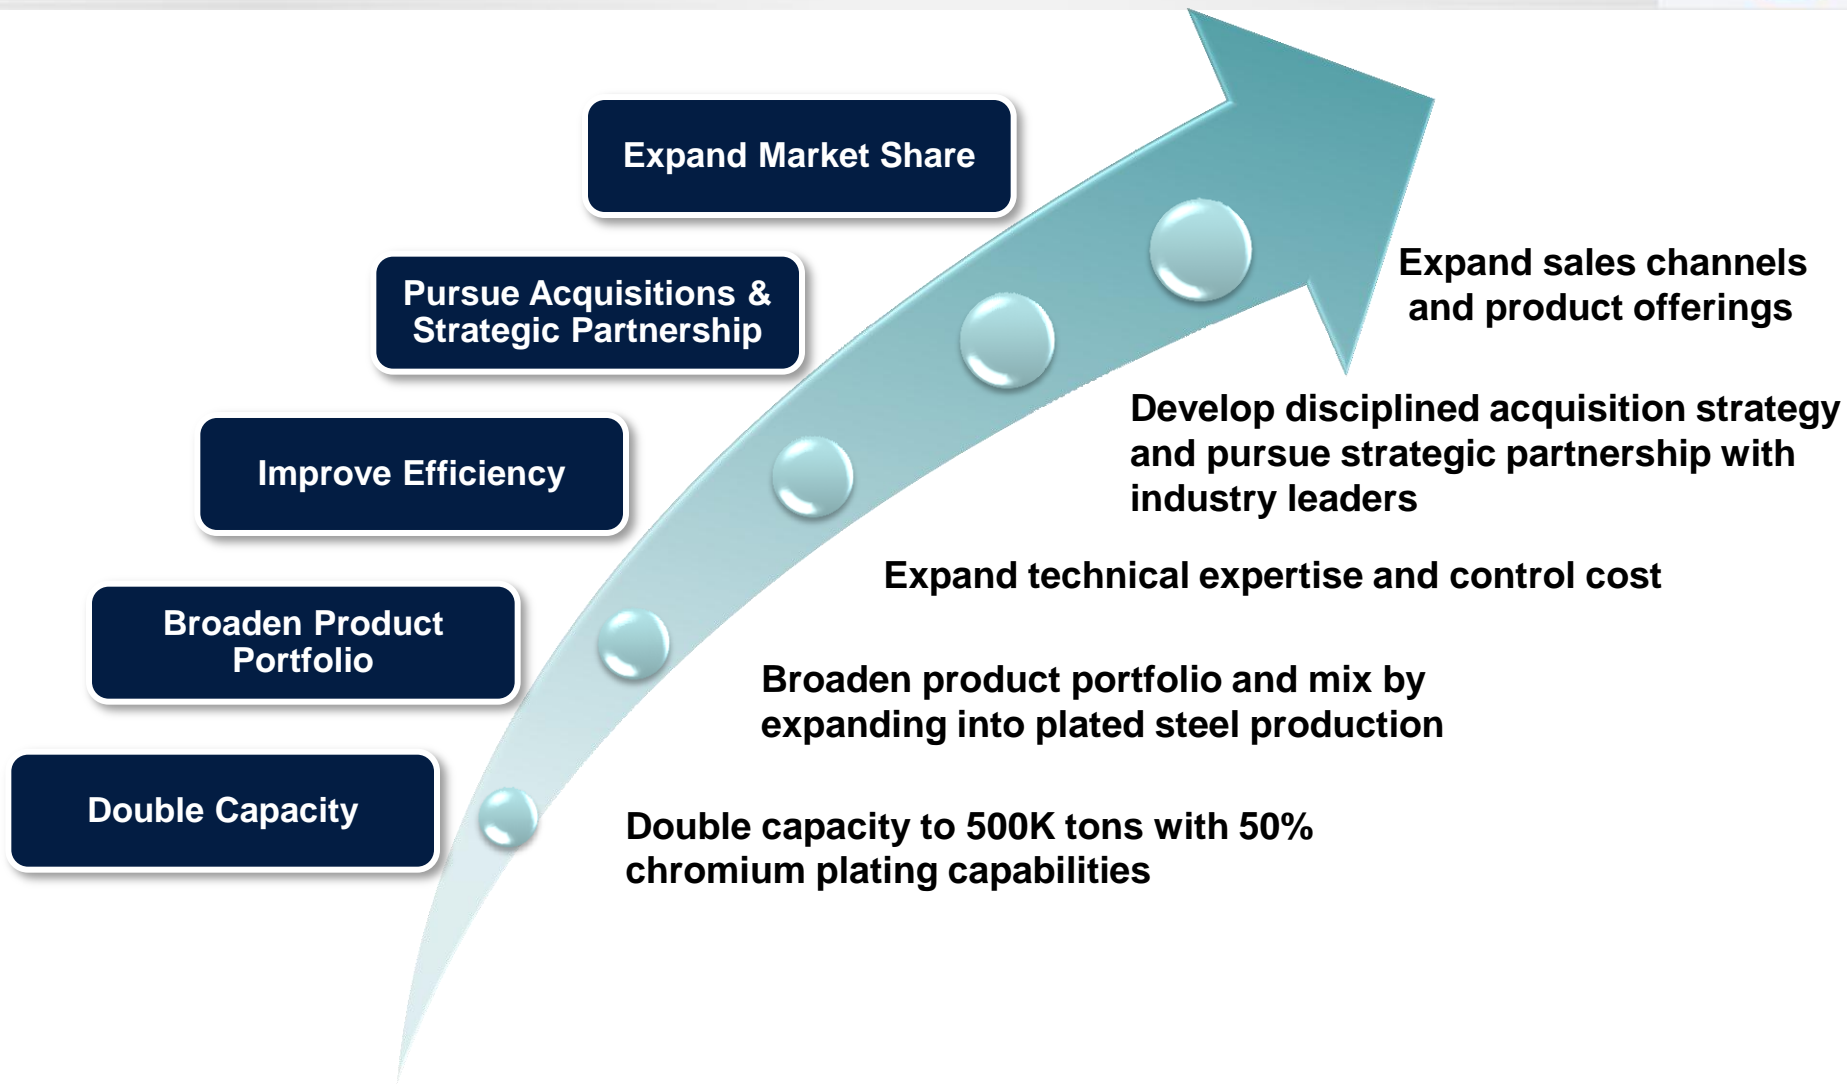 Expand Market Share
Expand sales channels
and product offerings
Pursue Acquisitions &
Strategic Partnership
Develop disciplined acquisition strategy
and pursue strategic partnership with
industry leaders
Improve Efficiency
Expand technical expertise and control cost
Broaden Product
Portfolio
Broaden product portfolio and mix by
expanding into plated steel production
Double Capacity
Double capacity to 500K tons with 50%
chromium plating capabilities